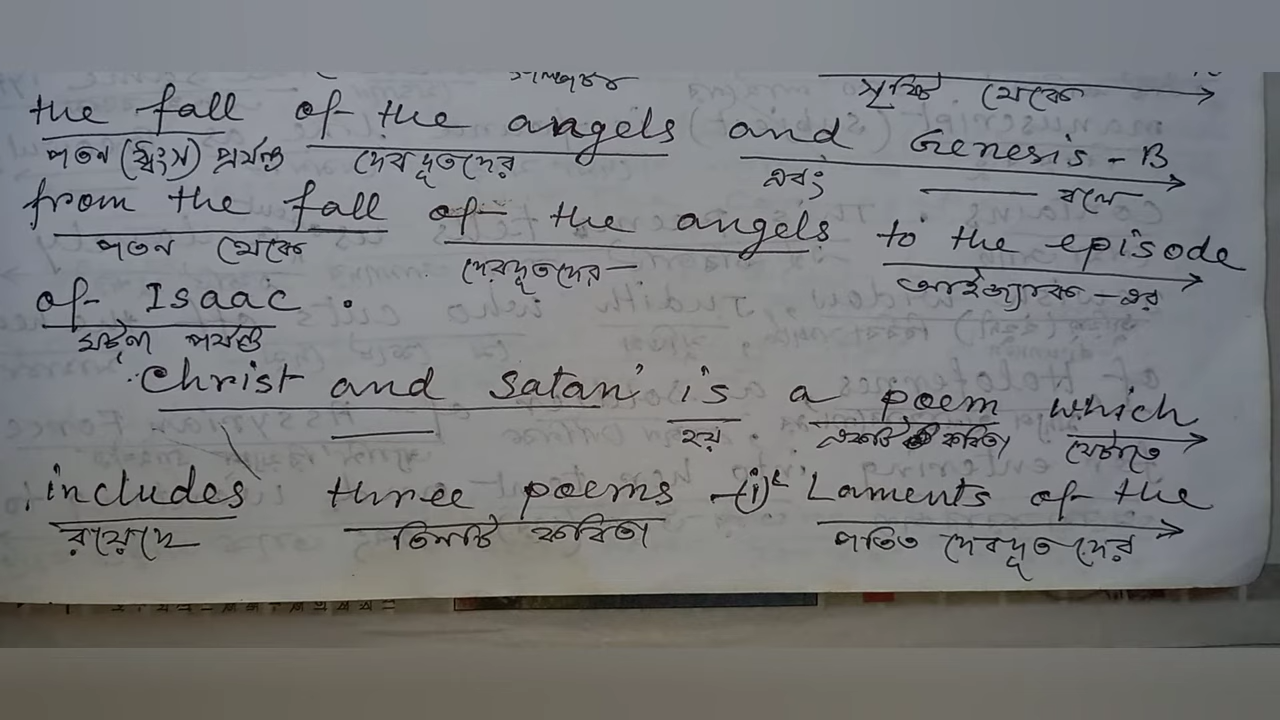 সৃষ্টি থেকে
the fall of the angels and Genesis - B
পতন (ধ্বংস) পর্যন্ত দেবদূতদের এবং বলে
from the fall of the angels to the episode
পতন থেকে দেবদূতদের আইজ্যাক - এর
of Isaac.
ঘটনা পর্যন্ত
'Christ and Satan' is a poem which
হয় একটি কবিতা যেটাতে
includes three poems - (i) 'Laments of the
রয়েছে তিনটি কবিতা পতিত দেবদূতদের